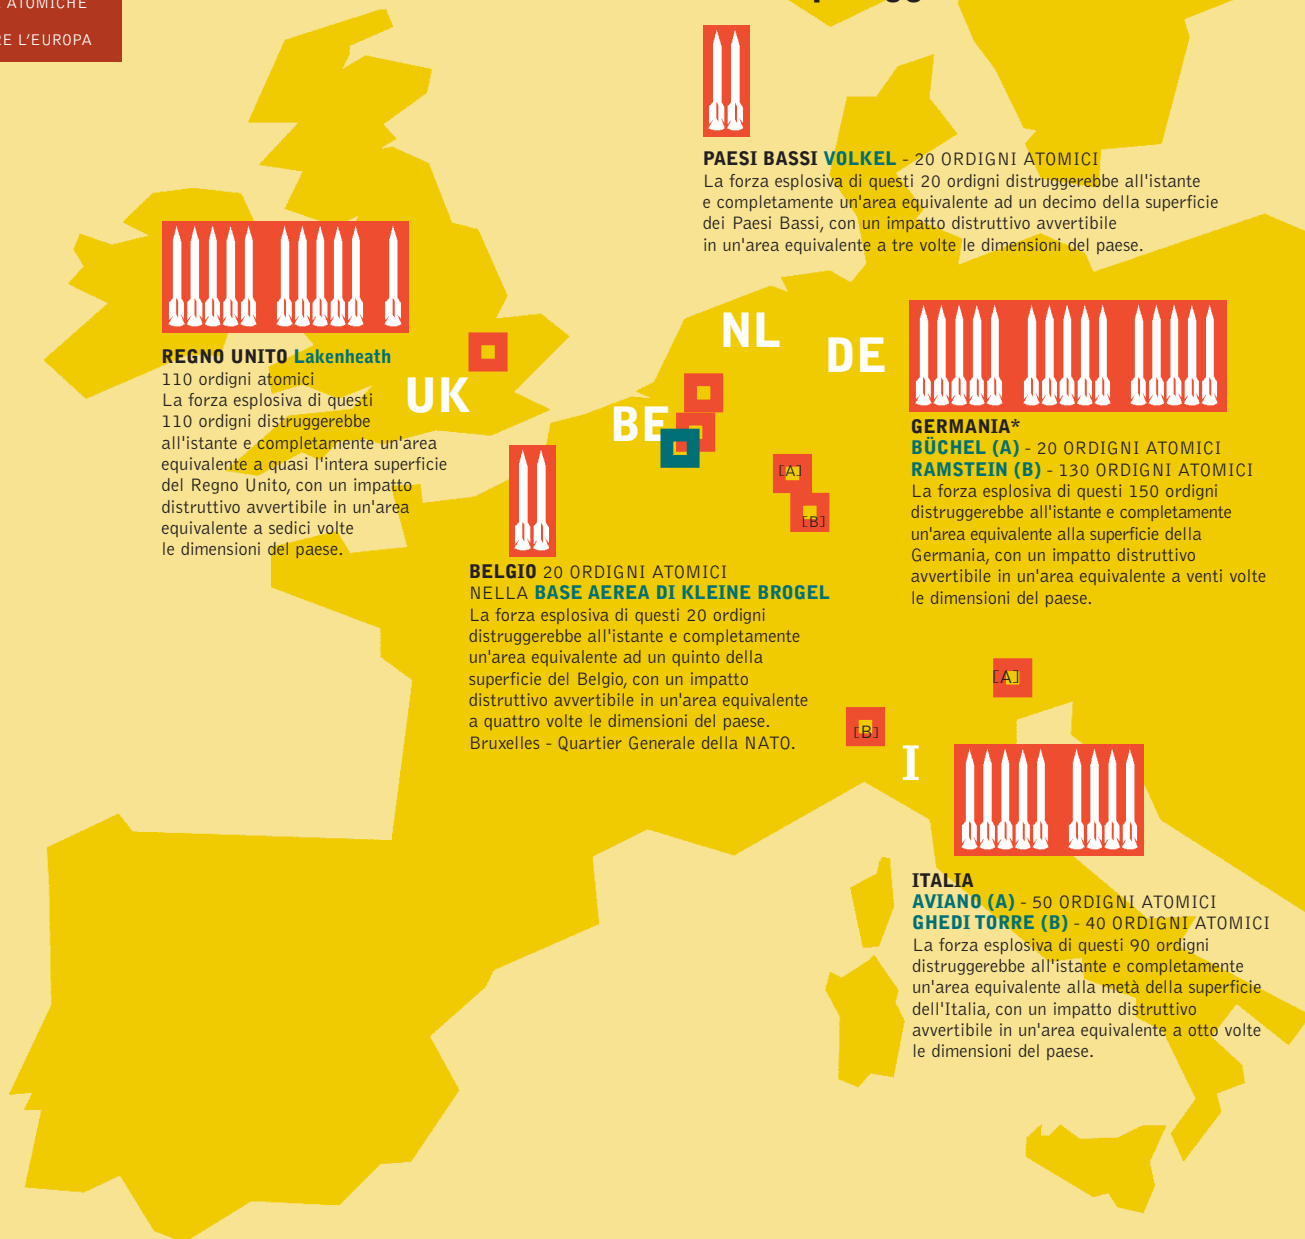 ATOMICHE
RE L'EUROPA
PAESI BASSI VOLKEL - 20 ORDIGNI ATOMICI
La forza esplosiva di questi 20 ordigni distruggerebbe all'istante
e completamente un'area equivalente ad un decimo della superficie
dei Paesi Bassi, con un impatto distruttivo avvertibile
in un'area equivalente a tre volte le dimensioni del paese.
REGNO UNITO Lakenheath
110 ordigni atomici
La forza esplosiva di questi
110 ordigni distruggerebbe
all'istante e completamente un'area
equivalente a quasi l'intera superficie
del Regno Unito, con un impatto
distruttivo avvertibile in un'area
equivalente a sedici volte
le dimensioni del paese.
UK
NL
DE
BE
[A]
[B]
GERMANIA*
BÜCHEL (A) - 20 ORDIGNI ATOMICI
RAMSTEIN (B) - 130 ORDIGNI ATOMICI
La forza esplosiva di questi 150 ordigni
distruggerebbe all'istante e completamente
un'area equivalente alla superficie della
Germania, con un impatto distruttivo
avvertibile in un'area equivalente a venti volte
le dimensioni del paese.
BELGIO 20 ORDIGNI ATOMICI
NELLA BASE AEREA DI KLEINE BROGEL
La forza esplosiva di questi 20 ordigni
distruggerebbe all'istante e completamente
un'area equivalente ad un quinto della
superficie del Belgio, con un impatto
distruttivo avvertibile in un'area equivalente
a quattro volte le dimensioni del paese.
Bruxelles - Quartier Generale della NATO.
[A]
[B]
I
ITALIA
AVIANO (A) - 50 ORDIGNI ATOMICI
GHEDI TORRE (B) - 40 ORDIGNI ATOMICI
La forza esplosiva di questi 90 ordigni
distruggerebbe all'istante e completamente
un'area equivalente alla metà della superficie
dell'Italia, con un impatto distruttivo
avvertibile in un'area equivalente a otto volte
le dimensioni del paese.